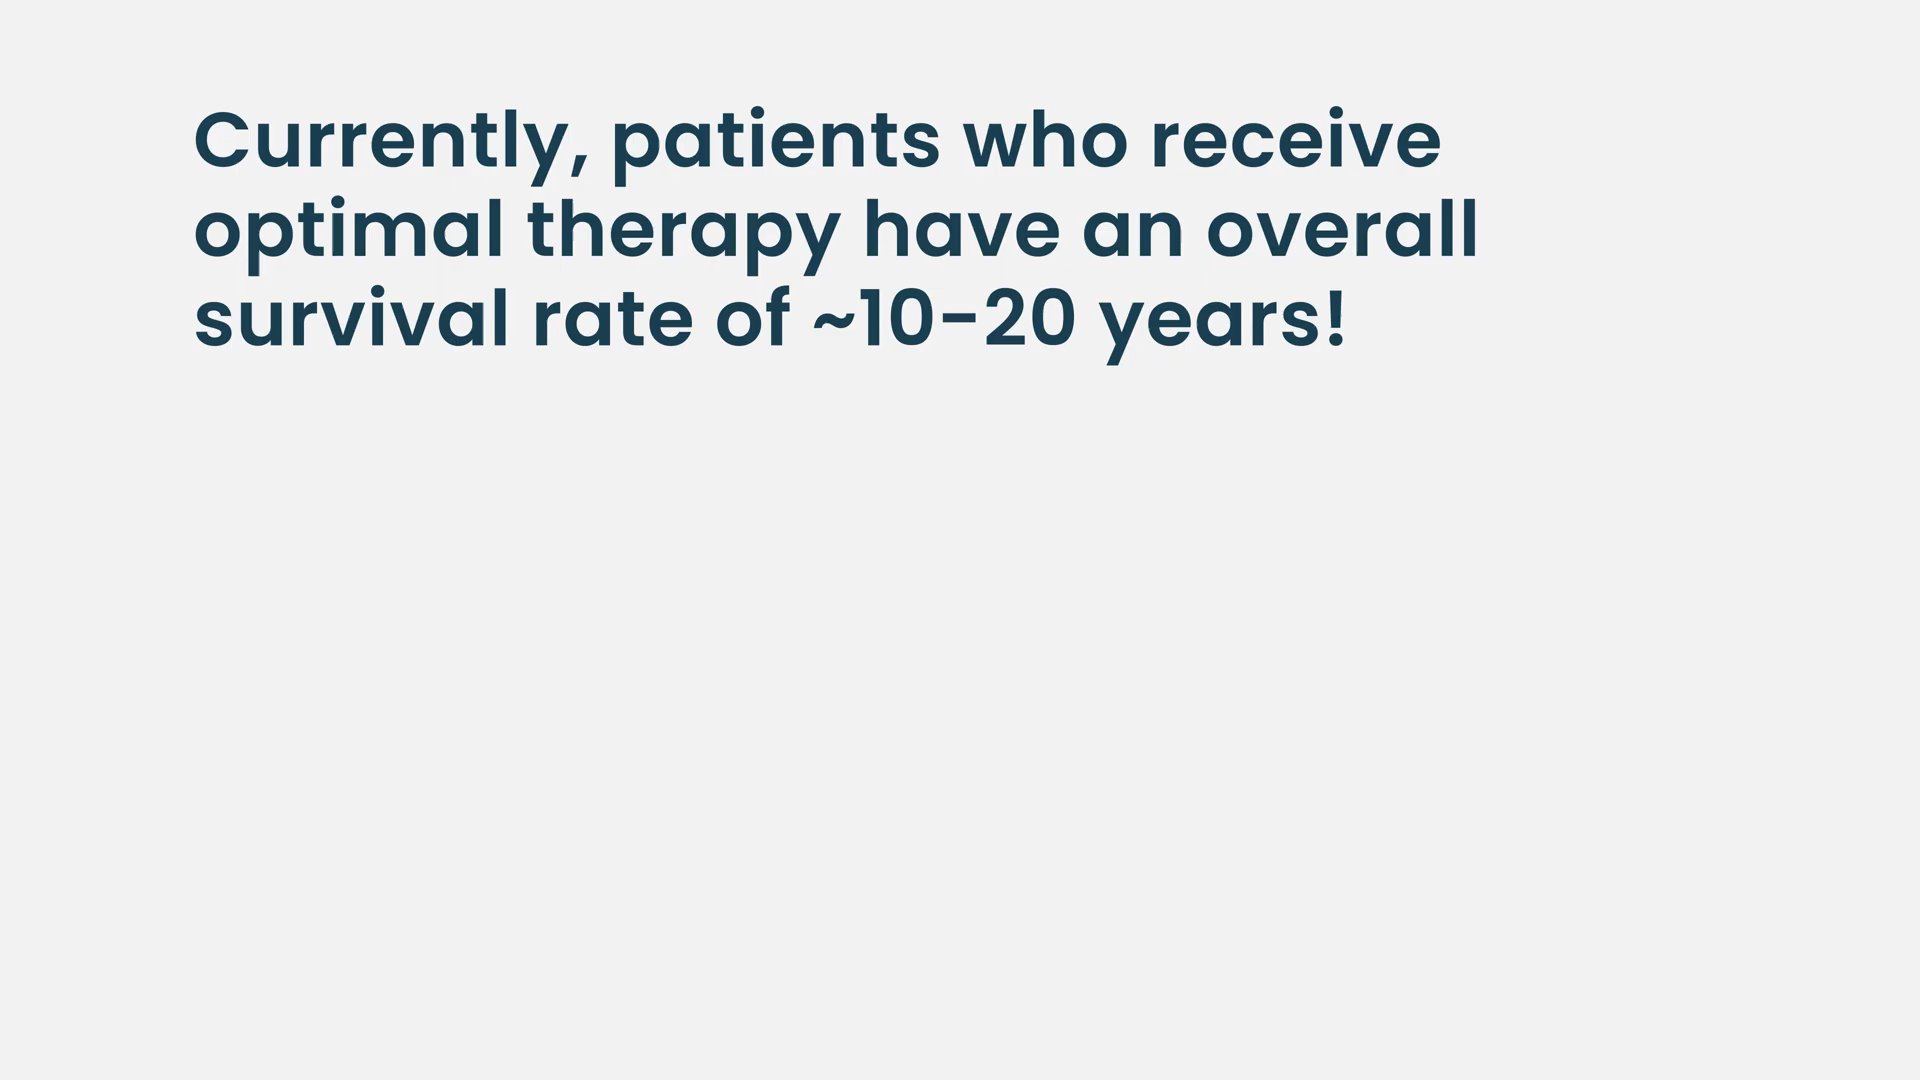 Currently, patients who receive
optimal therapy have an overall
survival rate of ~10-20 years!